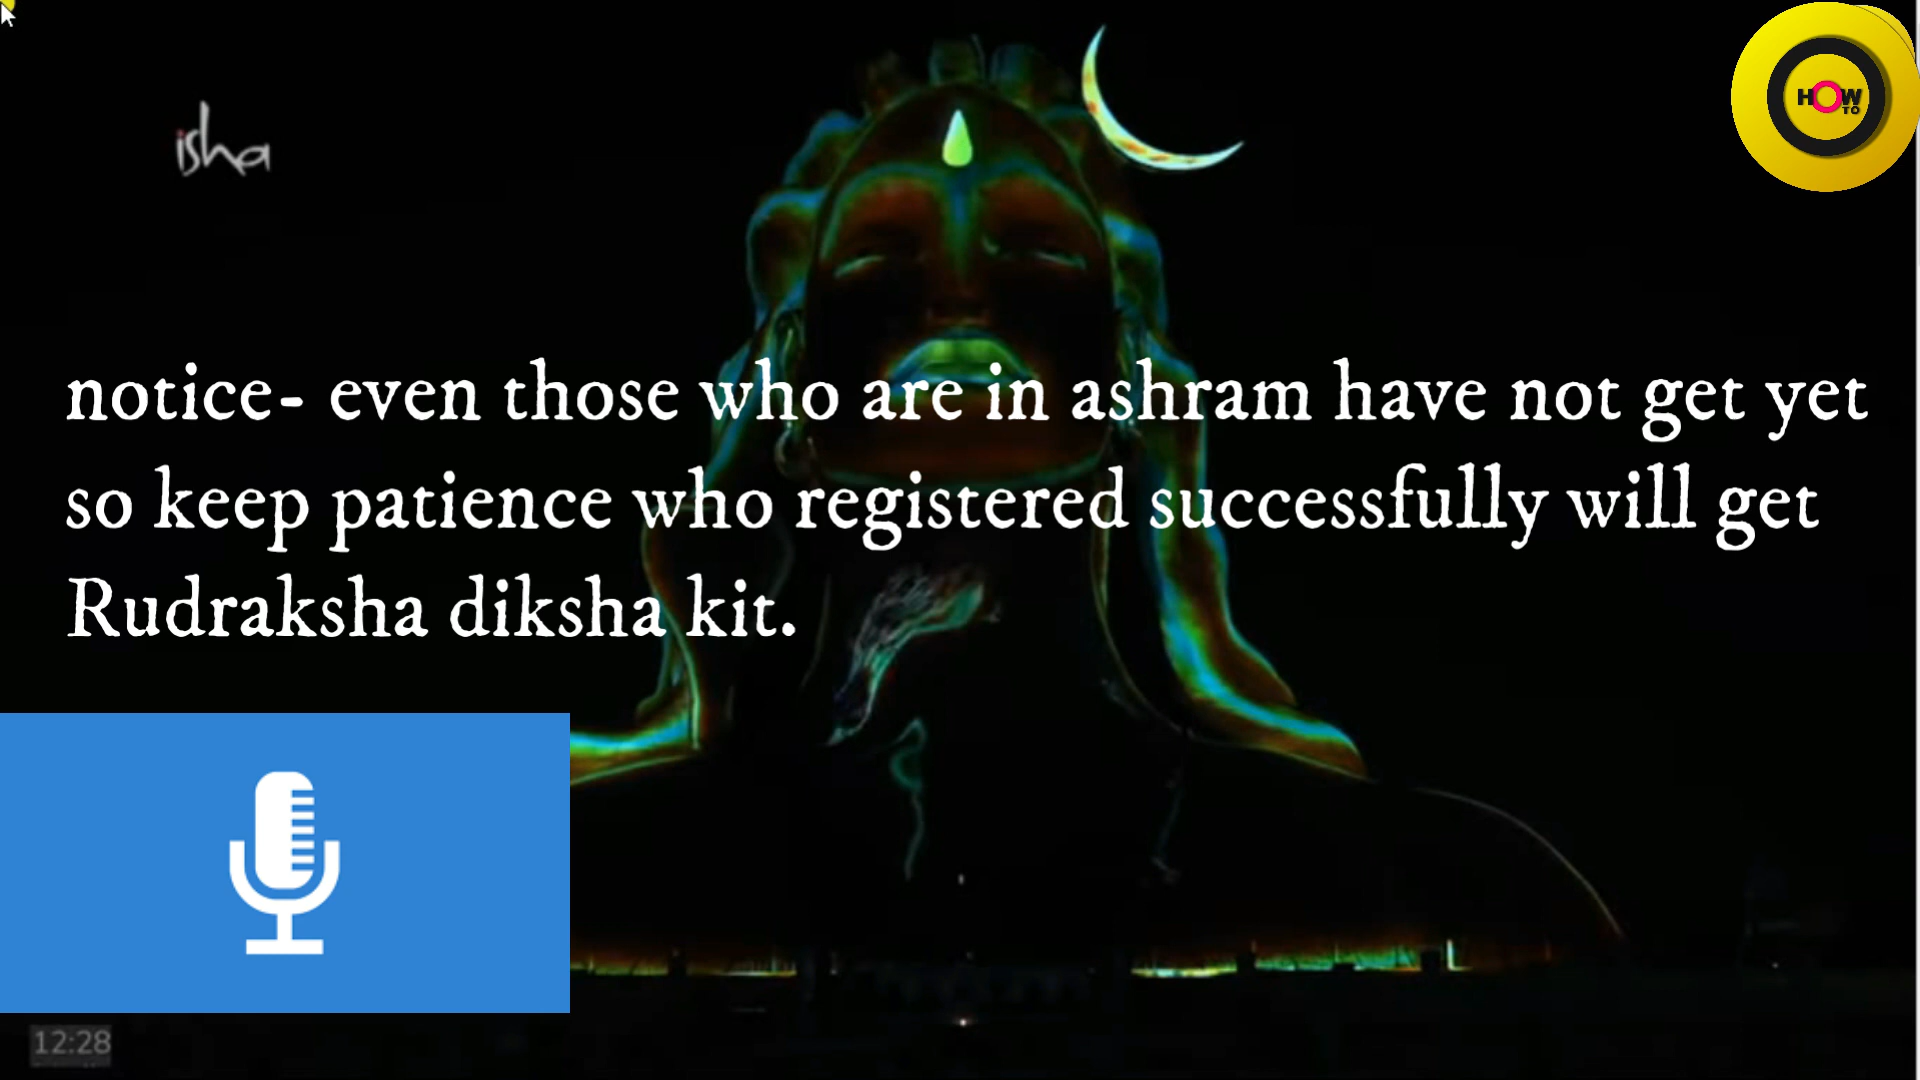 isha
HOW
TO
notice- even those who are in ashram have not get yet
so keep patience who registered successfully will get
Rudraksha diksha kit.
12:28